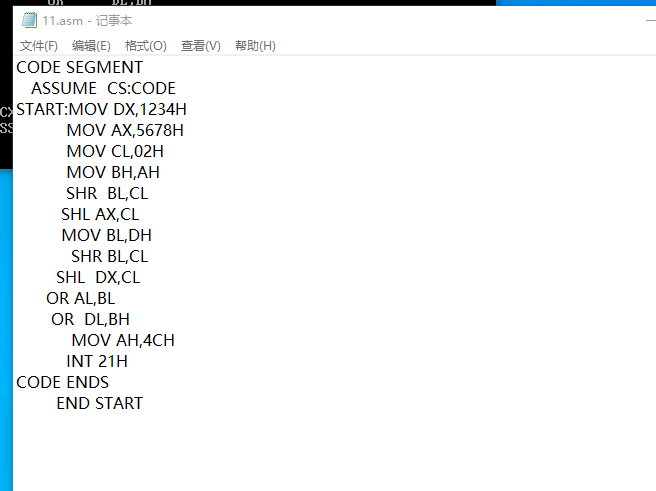 OR DL,BH
11.asm - 记事本
文件(F) 编辑(E) 格式(O) 查看(V) 帮助(H)
CODE SEGMENT
ASSUME CS:CODE
START:MOV DX,1234H
MOV AX,5678H
MOV CL,02H
MOV BH,AH
SHR BL,CL
SHL AX,CL
MOV BL,DH
SHR BL,CL
SHL DX,CL
OR AL,BL
OR DL,BH
MOV AH,4CH
INT 21H
CODE ENDS
END START